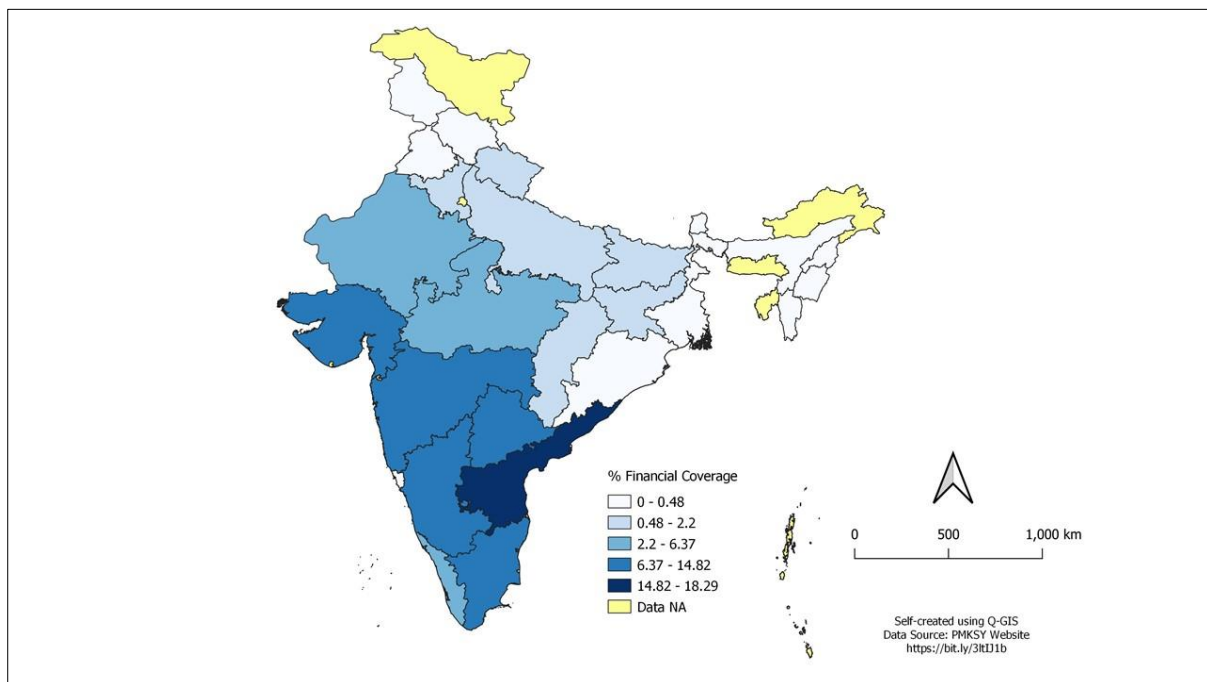 % Financial Coverage
0 - 0.48
0.48 - 2.2
2.2 - 6.37
6.37 - 14.82
14.82 - 18.29
Data NA
0 500 1,000 km
Self-created using Q-GIS
Data Source: PMKSY Website
https://bit.ly/3ltIJ1b